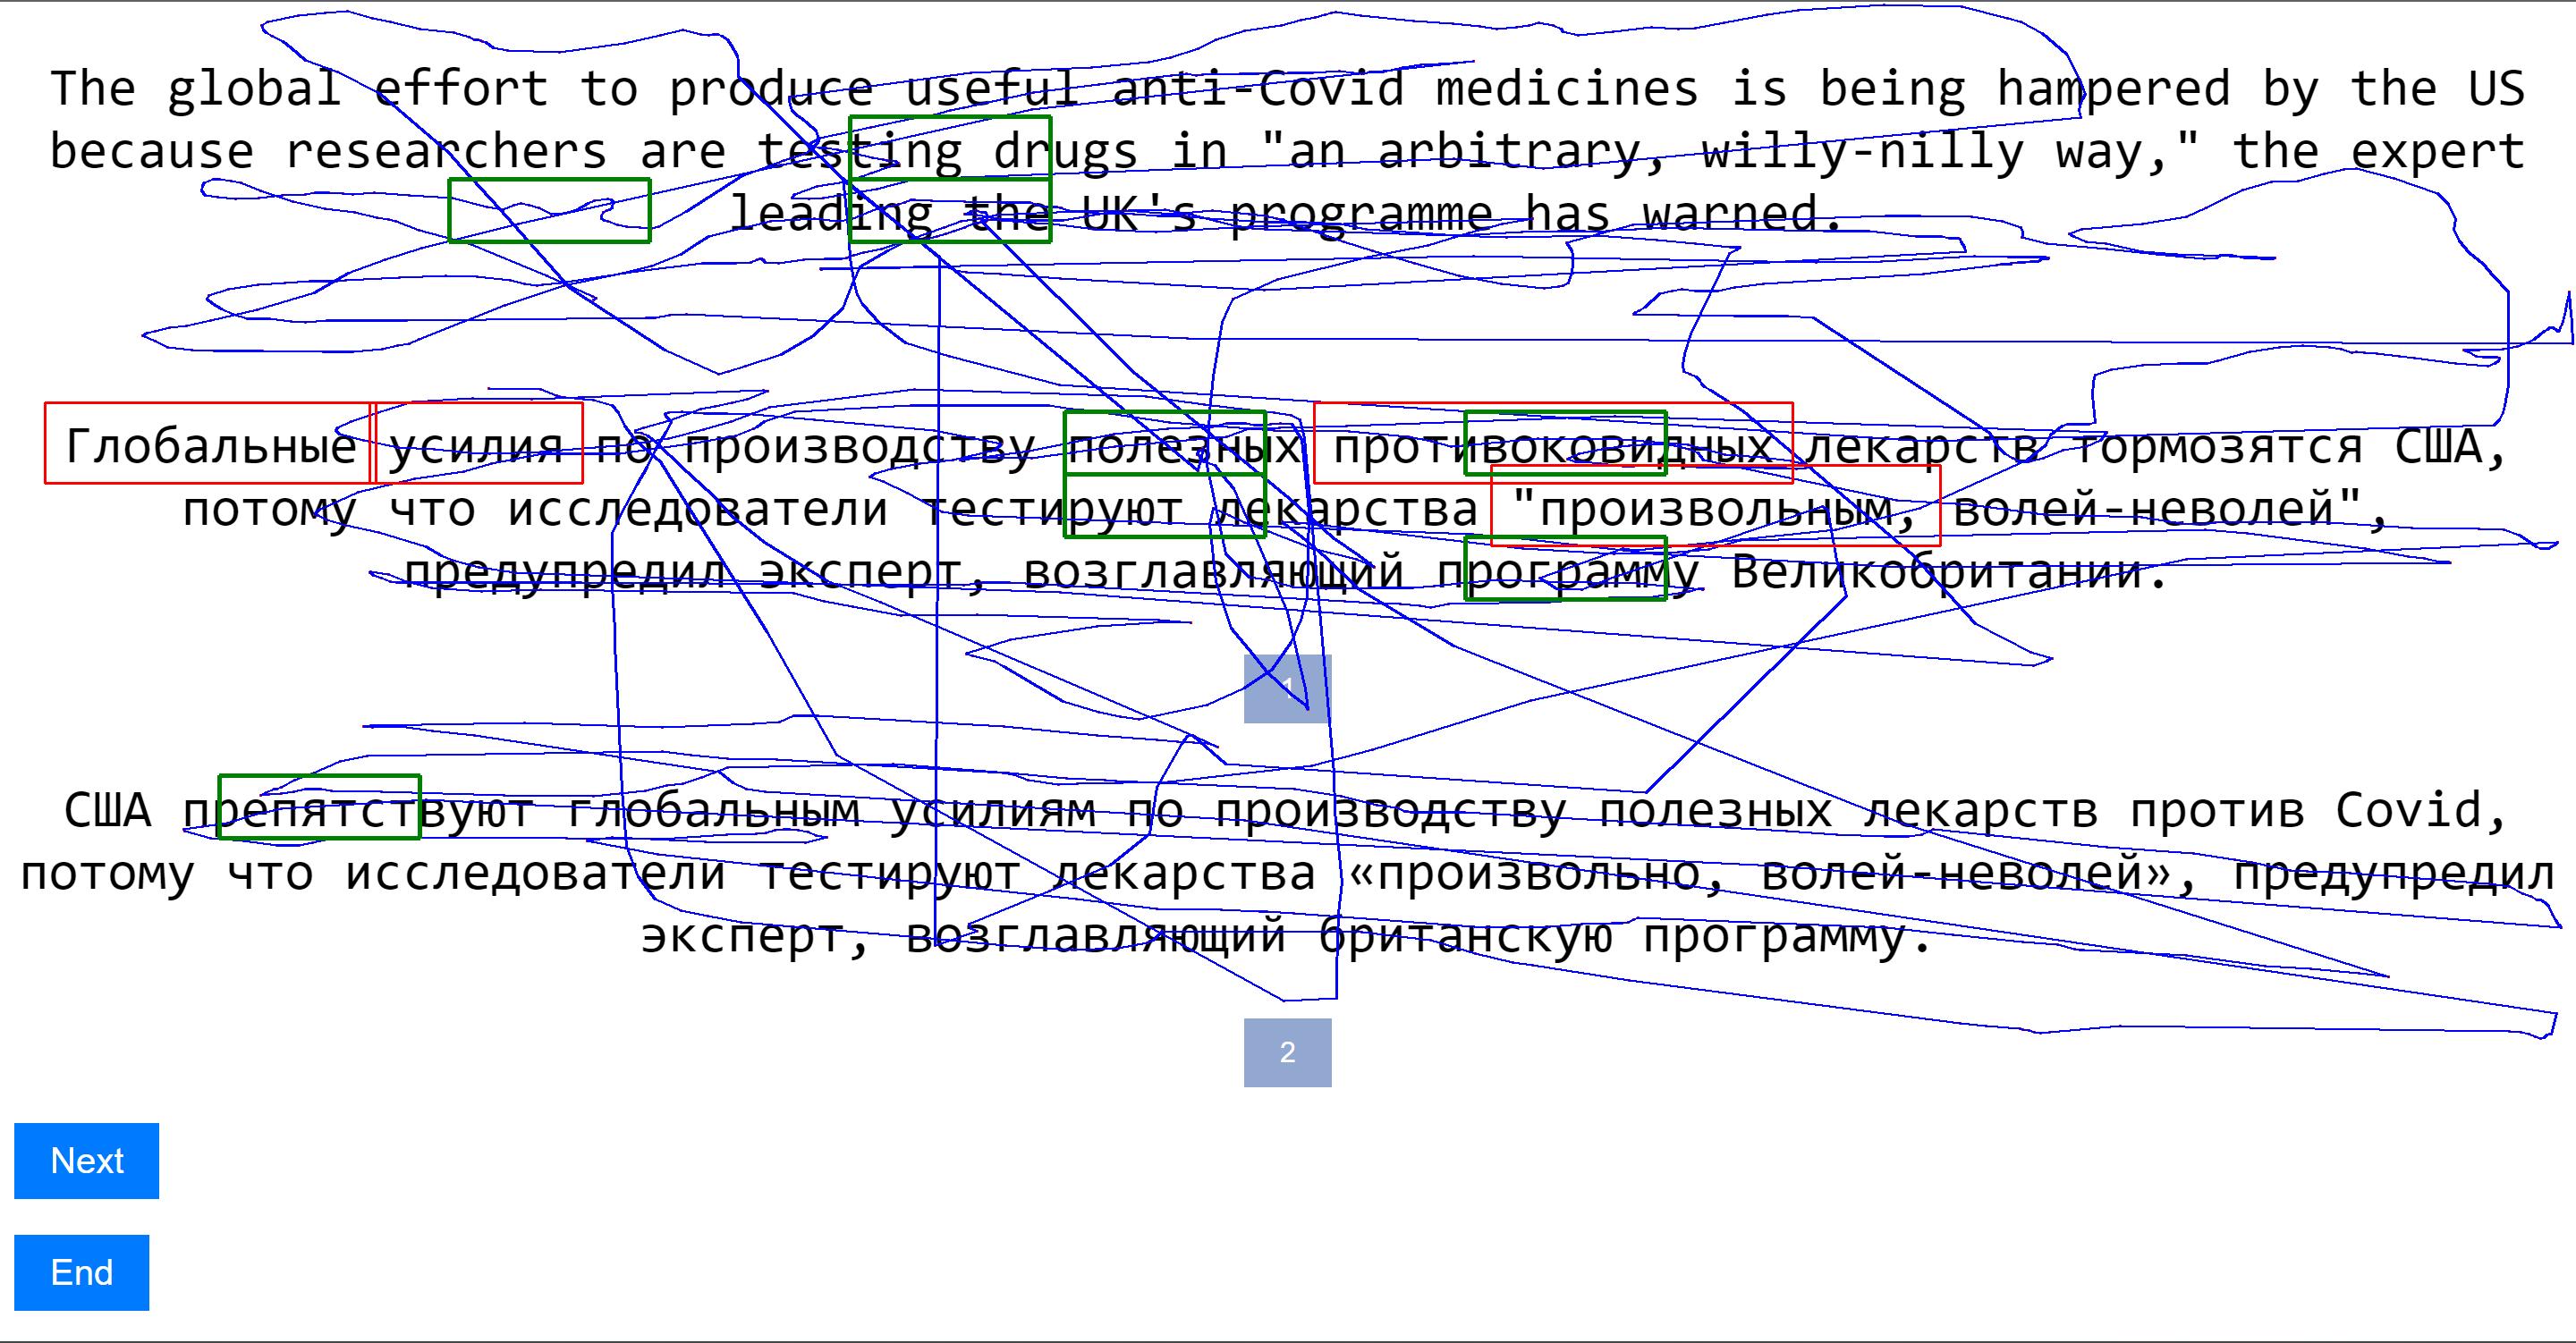 The global effort to produce useful anti-Covid medicines is being hampered by the US
because researchers are testing drugs in "an arbitrary, willy-nilly way," the expert
leading the UK's programme has warned.
Глобальные усилия по производству полезных противоковидных лекарств тормозятся США,
потому что исследователи тестируют лекарства "произвольным, волей-неволей",
предупредил эксперт, возглавляющий программу Великобритании.
1
США препятствуют глобальным усилиям по производству полезных лекарств против Covid,
потому что исследователи тестируют лекарства «произвольно, волей-неволей», предупредил
эксперт, возглавляющий британскую программу.
2
Next
End